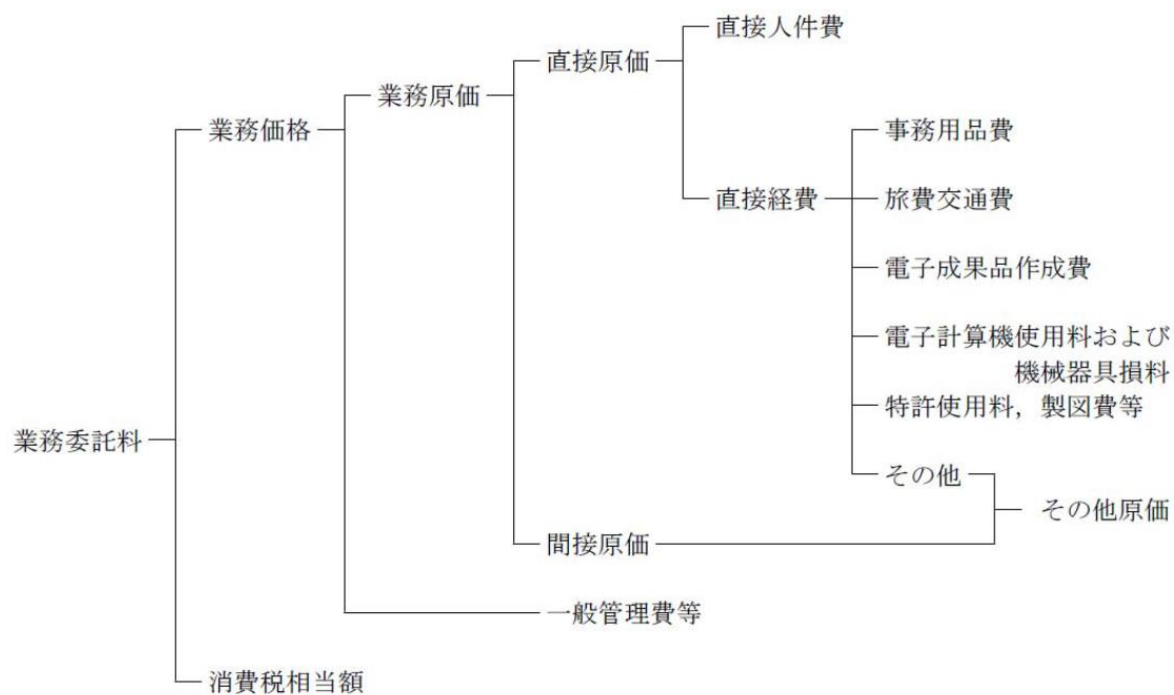 直接人件費
直接原価
業務原価
業務価格
事務用品費
直接経費
旅費交通費
電子成果品作成費
電子計算機使用料および
機械器具損料
特許使用料，製図費等
業務委託料
その他
その他原価
間接原価
一般管理費等
消費税相当額